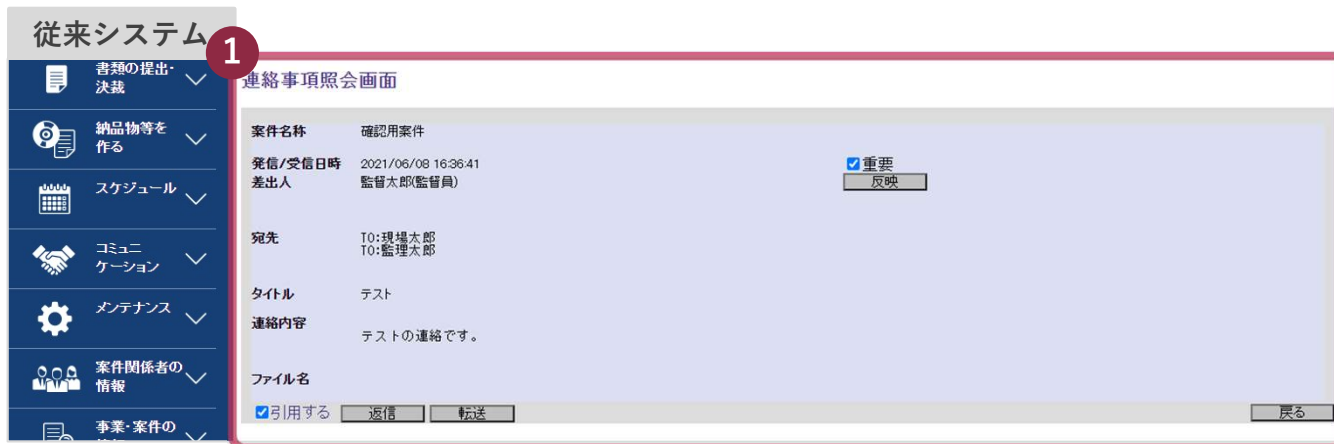 従来システム
1
書類の提出・
決裁
納品物等を
作る
スケジュール
コミュニ
ケーション
メンテナンス
案件関係者の
情報
事業・案件の
連絡事項照会画面
案件名称 確認用案件
発信/受信日時 2021/06/08 16:36:41 重要
差出人 監督太郎(監督員) 反映
宛先 TO:現場太郎
TO:監理太郎
タイトル テスト
連絡内容
テストの連絡です。
ファイル名
引用する 返信 転送 戻る